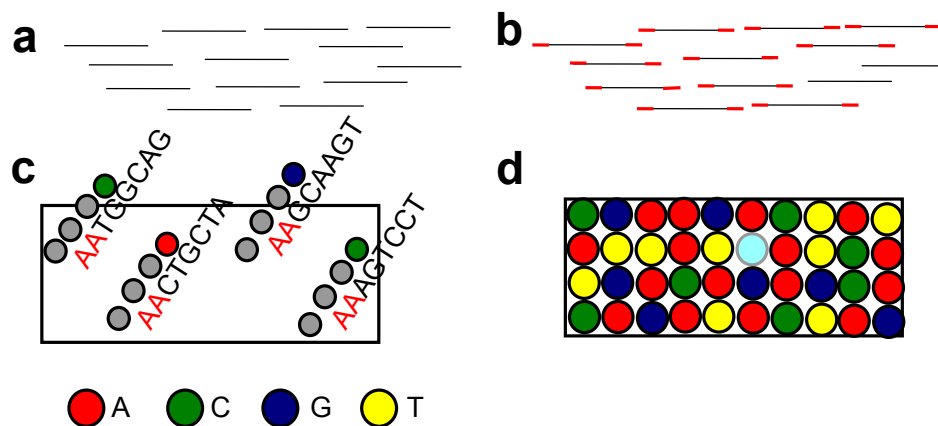 a
b
c
AATGGCAG
AACTGCTA
AAGCAAGT
AAAGTCCT
d
A C G T